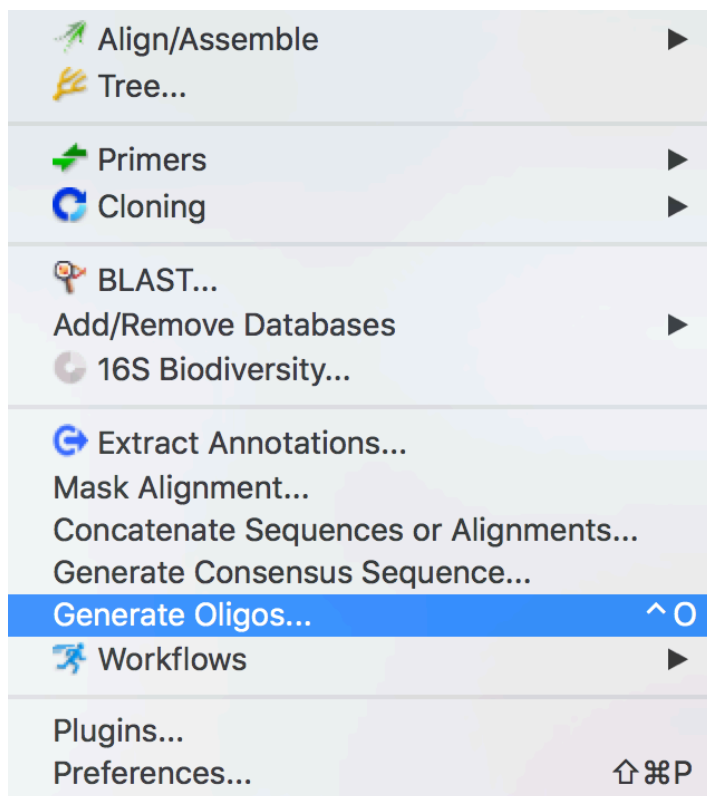 Align/Assemble
Tree...
Primers
Cloning
BLAST...
Add/Remove Databases
16S Biodiversity...
Extract Annotations...
Mask Alignment...
Concatenate Sequences or Alignments...
Generate Consensus Sequence...
Generate Oligos... ^O
Workflows
Plugins...
Preferences... ⇧⌘P